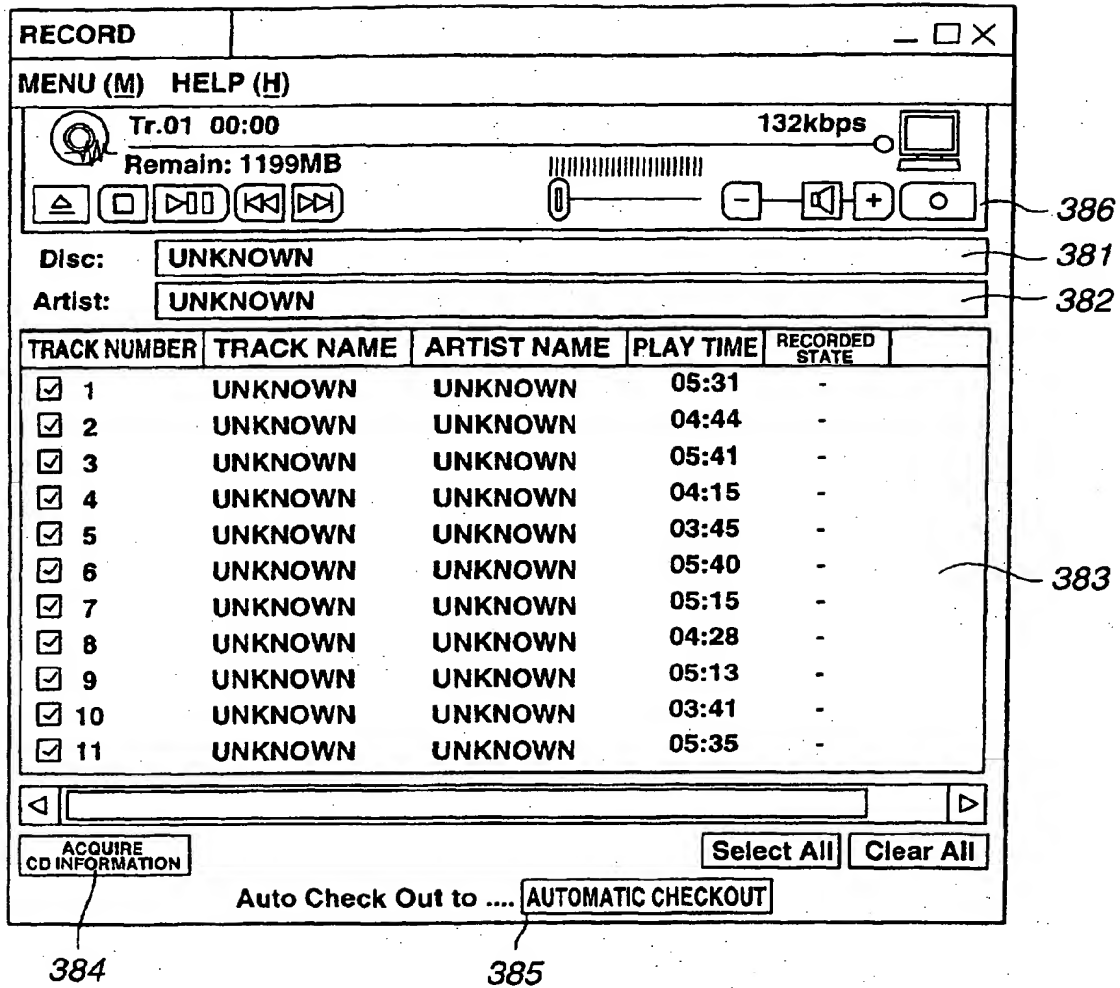 RECORD
MENU (M) HELP (H)
Tr.01 00:00 132kbps
Remain: 1199MB
- +
386
Disc: UNKNOWN 381
Artist: UNKNOWN 382
TRACK NUMBER TRACK NAME ARTIST NAME PLAY TIME RECORDED STATE
1 UNKNOWN UNKNOWN 05:31 -
2 UNKNOWN UNKNOWN 04:44 -
3 UNKNOWN UNKNOWN 05:41 -
4 UNKNOWN UNKNOWN 04:15 -
5 UNKNOWN UNKNOWN 03:45 -
6 UNKNOWN UNKNOWN 05:40 -
383
7 UNKNOWN UNKNOWN 05:15 -
8 UNKNOWN UNKNOWN 04:28 -
9 UNKNOWN UNKNOWN 05:13 -
10 UNKNOWN UNKNOWN 03:41 -
11 UNKNOWN UNKNOWN 05:35 -
ACQUIRE
CD INFORMATION
Select All Clear All
Auto Check Out to .... AUTOMATIC CHECKOUT
384 385